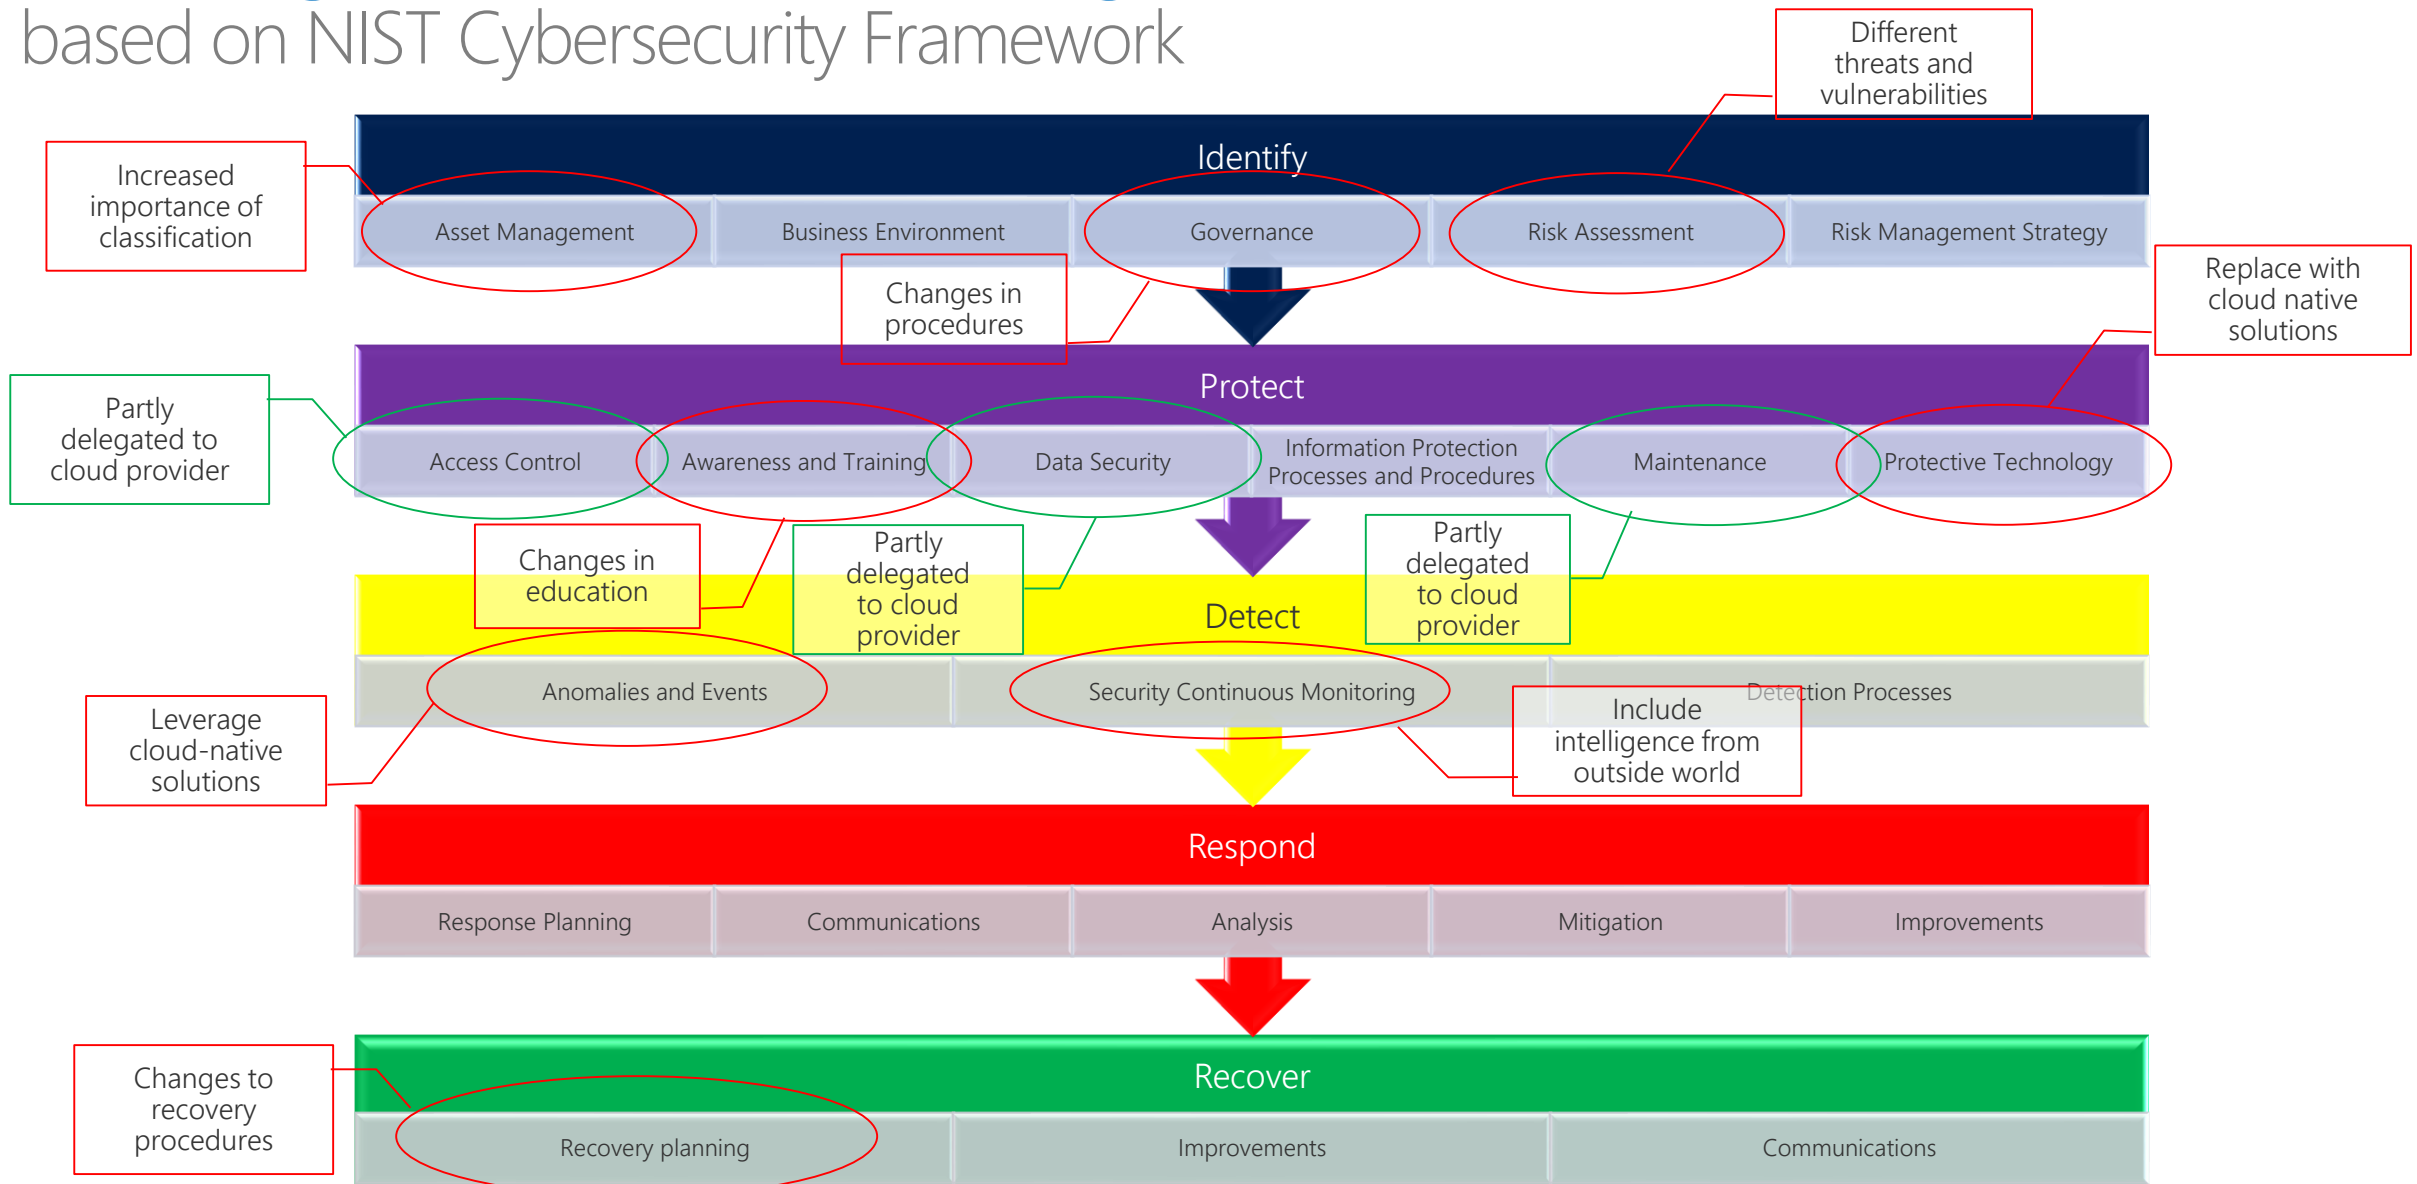 based on NIST Cybersecurity Framework
Different
threats and
vulnerabilities
Identify
Increased
importance of
classification
Asset Management
Business Environment
Governance
Risk Assessment
Risk Management Strategy
Changes in
procedures
Replace with
cloud native
solutions
Protect
Partly
delegated to
cloud provider
Access Control
Awareness and Training
Data Security
Information Protection
Processes and Procedures
Maintenance
Protective Technology
Changes in
education
Partly
delegated
to cloud
provider
Partly
delegated
to cloud
provider
Detect
Anomalies and Events
Security Continuous Monitoring
Detection Processes
Leverage
cloud-native
solutions
Include
intelligence from
outside world
Respond
Response Planning
Communications
Analysis
Mitigation
Improvements
Recover
Changes to
recovery
procedures
Recovery planning
Improvements
Communications